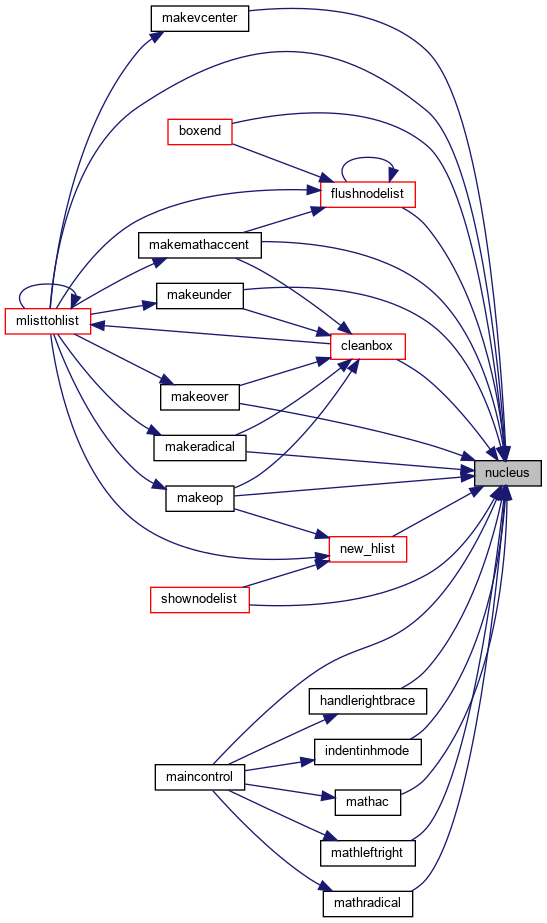 makevcenter
boxend
flushnodelist
makemathaccent
makeunder
mlisttohlist
cleanbox
makeover
makeradical
nucleus
makeop
new_hlist
shownodelist
handlerightbrace
indentinhmode
maincontrol
mathac
mathleftright
mathradical